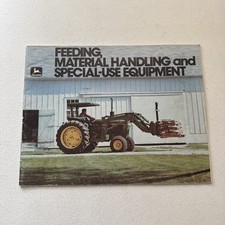 FEEDING,
MATERIAL HANDLING and
SPECIAL-USE EQUIPMENT